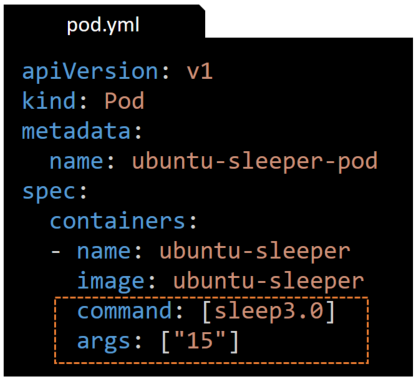 pod.yml
apiVersion: v1
kind: Pod
metadata:
  name: ubuntu-sleeper-pod
spec:
  containers:
  - name: ubuntu-sleeper
    image: ubuntu-sleeper
    command: [sleep3.0]
    args: ["15"]